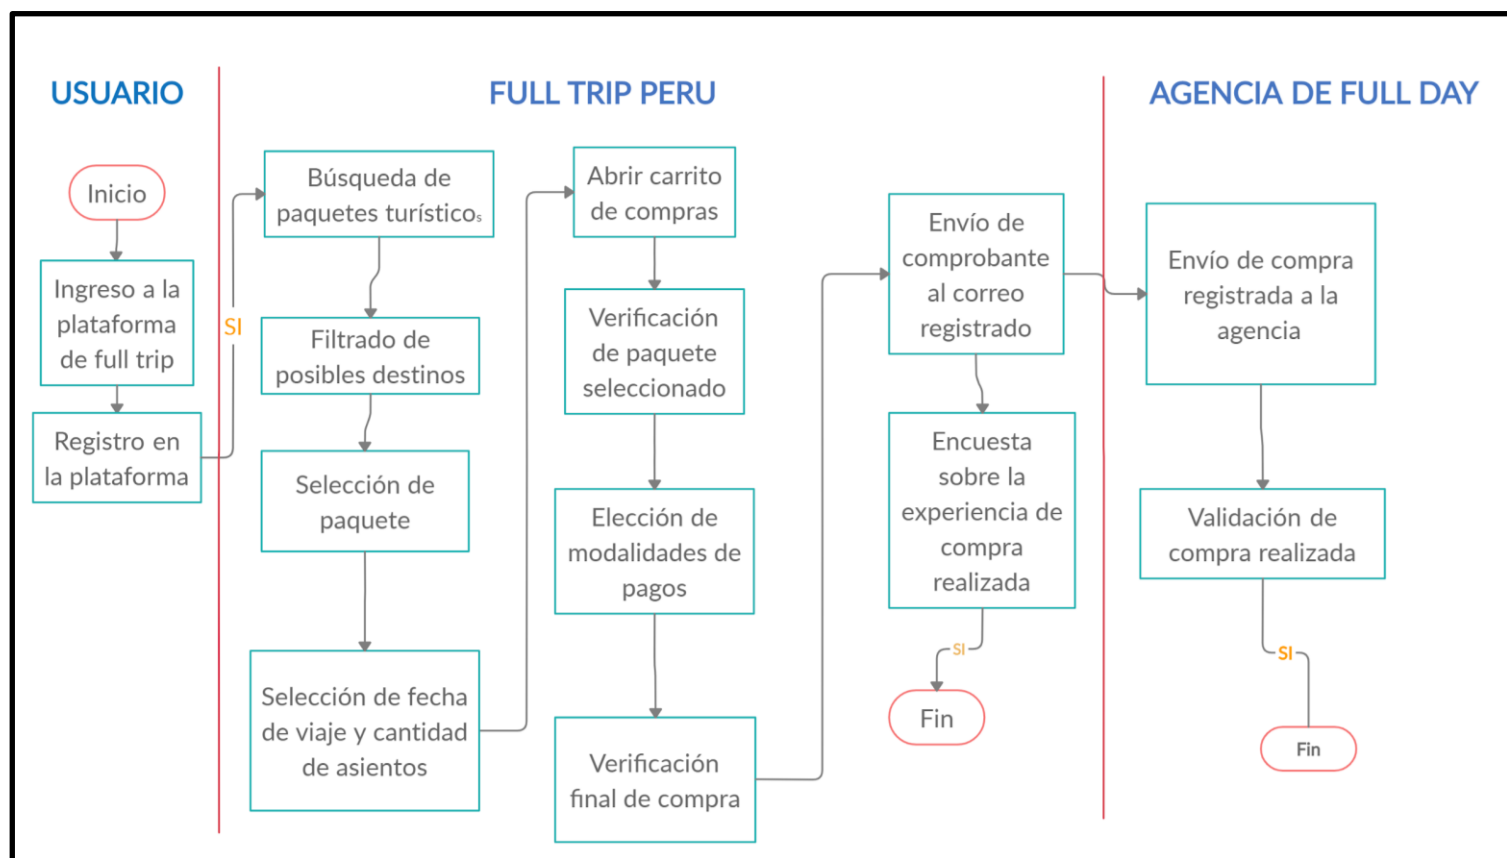 USUARIO
FULL TRIP PERU
AGENCIA DE FULL DAY
Inicio
Ingreso a la
plataforma
de full trip
Registro en
la plataforma
SI
Búsqueda de
paquetes turísticos
Filtrado de
posibles destinos
Selección de
paquete
Selección de fecha
de viaje y cantidad
de asientos
Abrir carrito
de compras
Verificación
de paquete
seleccionado
Elección de
modalidades de
pagos
Verificación
final de compra
Envío de
comprobante
al correo
registrado
Encuesta
sobre la
experiencia de
compra
realizada
SI
Fin
Envío de compra
registrada a la
agencia
Validación de
compra realizada
SI
Fin